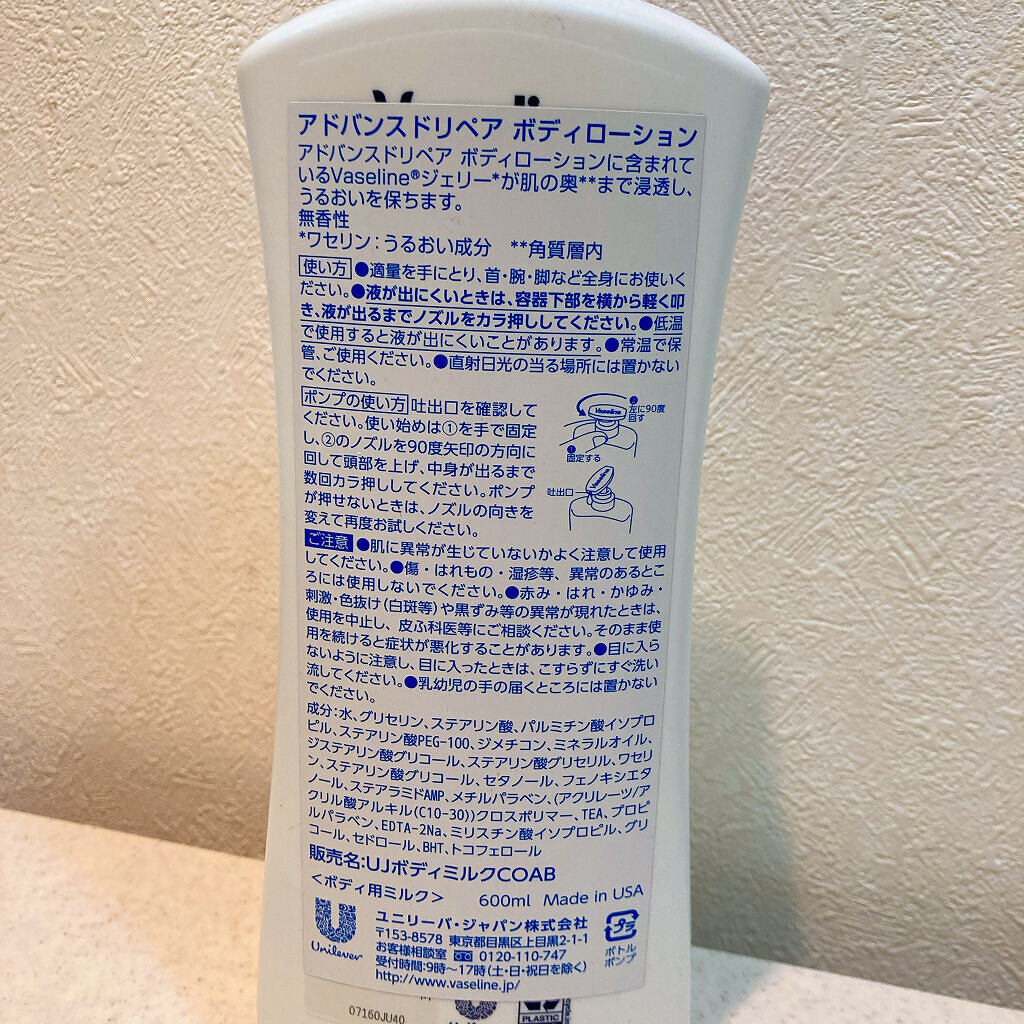 Vaseline
アドバンスドリペア ボディローション
アドバンスドリペア ボディローションに含まれて
いるVaseline®ジェリー*が肌の奥**まで浸透し、
うるおいを保ちます。
無香性
*ワセリン：うるおい成分 **角質層内
使い方 ●適量を手にとり、首・腕・脚など全身にお使いく
ださい。●液が出にくいときは、容器下部を横から軽く叩
き、液が出るまでノズルをカラ押ししてください。●低温
で使用すると液が出にくいことがあります。●常温で保
管、ご使用ください。●直射日光の当る場所には置かない
でください。
ポンプの使い方 吐出口を確認して
ください。使い始めは①を手で固定
し、②のノズルを90度矢印の方向に
回して頭部を上げ、中身が出るまで
数回カラ押ししてください。ポンプ
が押せないときは、ノズルの向きを
変えて再度お試しください。
②
左に90度
回す
Vaseline
①
固定する
Vaseline
吐出口
ご注意 ●肌に異常が生じていないかよく注意して使用
してください。●傷・はれもの・湿疹等、異常のあるとこ
ろには使用しないでください。●赤み・はれ・かゆみ・
刺激・色抜け（白斑等）や黒ずみ等の異常が現れたときは、
使用を中止し、皮ふ科医等にご相談ください。そのまま使
用を続けると症状が悪化することがあります。●目に入ら
ないように注意し、目に入ったときは、こすらずにすぐ洗い
流してください。●乳幼児の手の届くところには置かない
でください。
成分：水、グリセリン、ステアリン酸、パルミチン酸イソプロ
ピル、ステアリン酸PEG-100、ジメチコン、ミネラルオイル、
ジステアリン酸グリコール、ステアリン酸グリセリル、ワセリ
ン、ステアリン酸グリコール、セタノール、フェノキシエタ
ノール、ステアラミドAMP、メチルパラベン、（アクリレーツ/ア
クリル酸アルキル(C10-30)）クロスポリマー、TEA、プロピ
ルパラベン、EDTA-2Na、ミリスチン酸イソプロピル、グリ
コール、セドロール、BHT、トコフェロール
販売名：UJボディミルクCOAB
＜ボディ用ミルク＞ 600ml Made in USA
Unilever
ユニリーバ・ジャパン株式会社
〒153-8578 東京都目黒区上目黒2-1-1
お客様相談室 0120-110-747
受付時間：9時～17時（土・日・祝日を除く）
http://www.vaseline.jp/
プラ
ボトル
ポンプ
07160JU40
PLASTIC